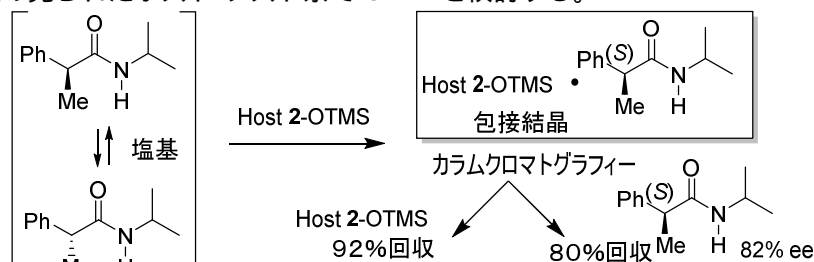 Ph
O
N
H
Me
塩基
O
Ph
N
Host 2-OTMS
Host 2-OTMS •
O
Ph (S)
N
H
Me
包接結晶
カラムクロマトグラフィー
Host 2-OTMS
92%回収
80%回収
O
Ph (S)
N
H
Me
82% ee